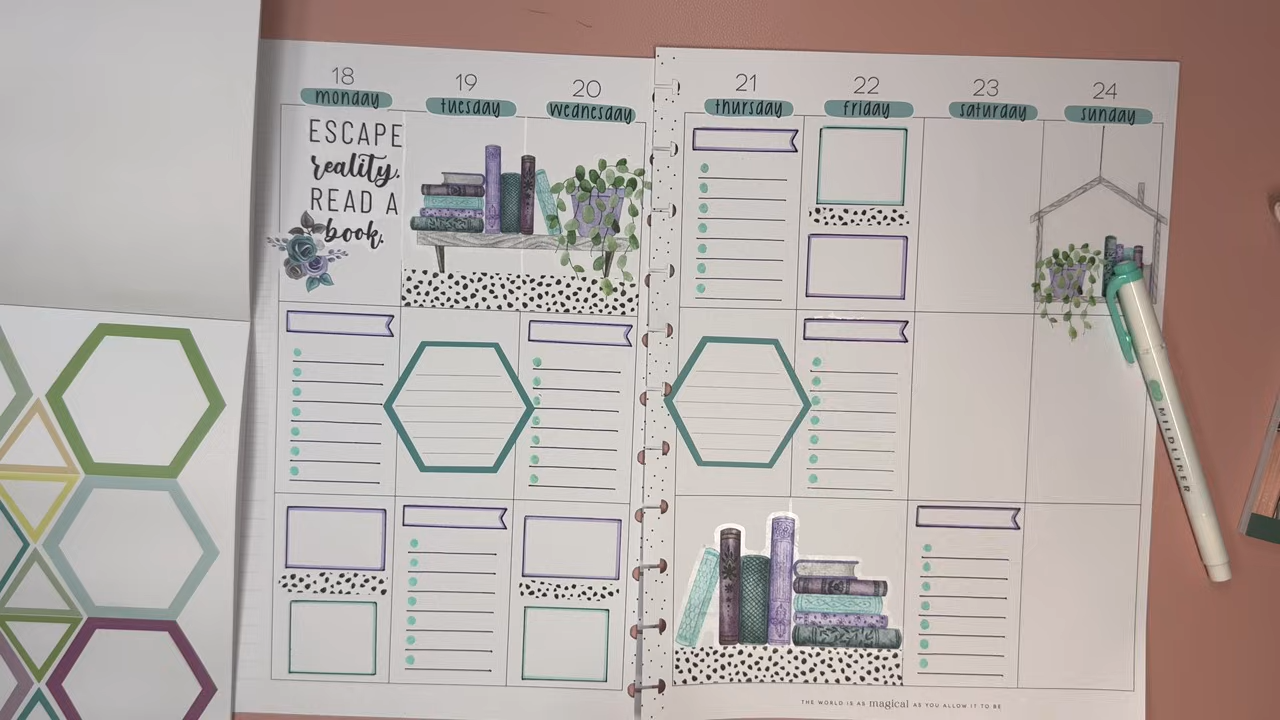 18 19 20 21 22 23 24
monday tuesday wednesday thursday friday saturday sunday
ESCAPE
reality.
READ A
book.
MILDLINER
THE WORLD IS AS magical AS YOU ALLOW IT TO BE